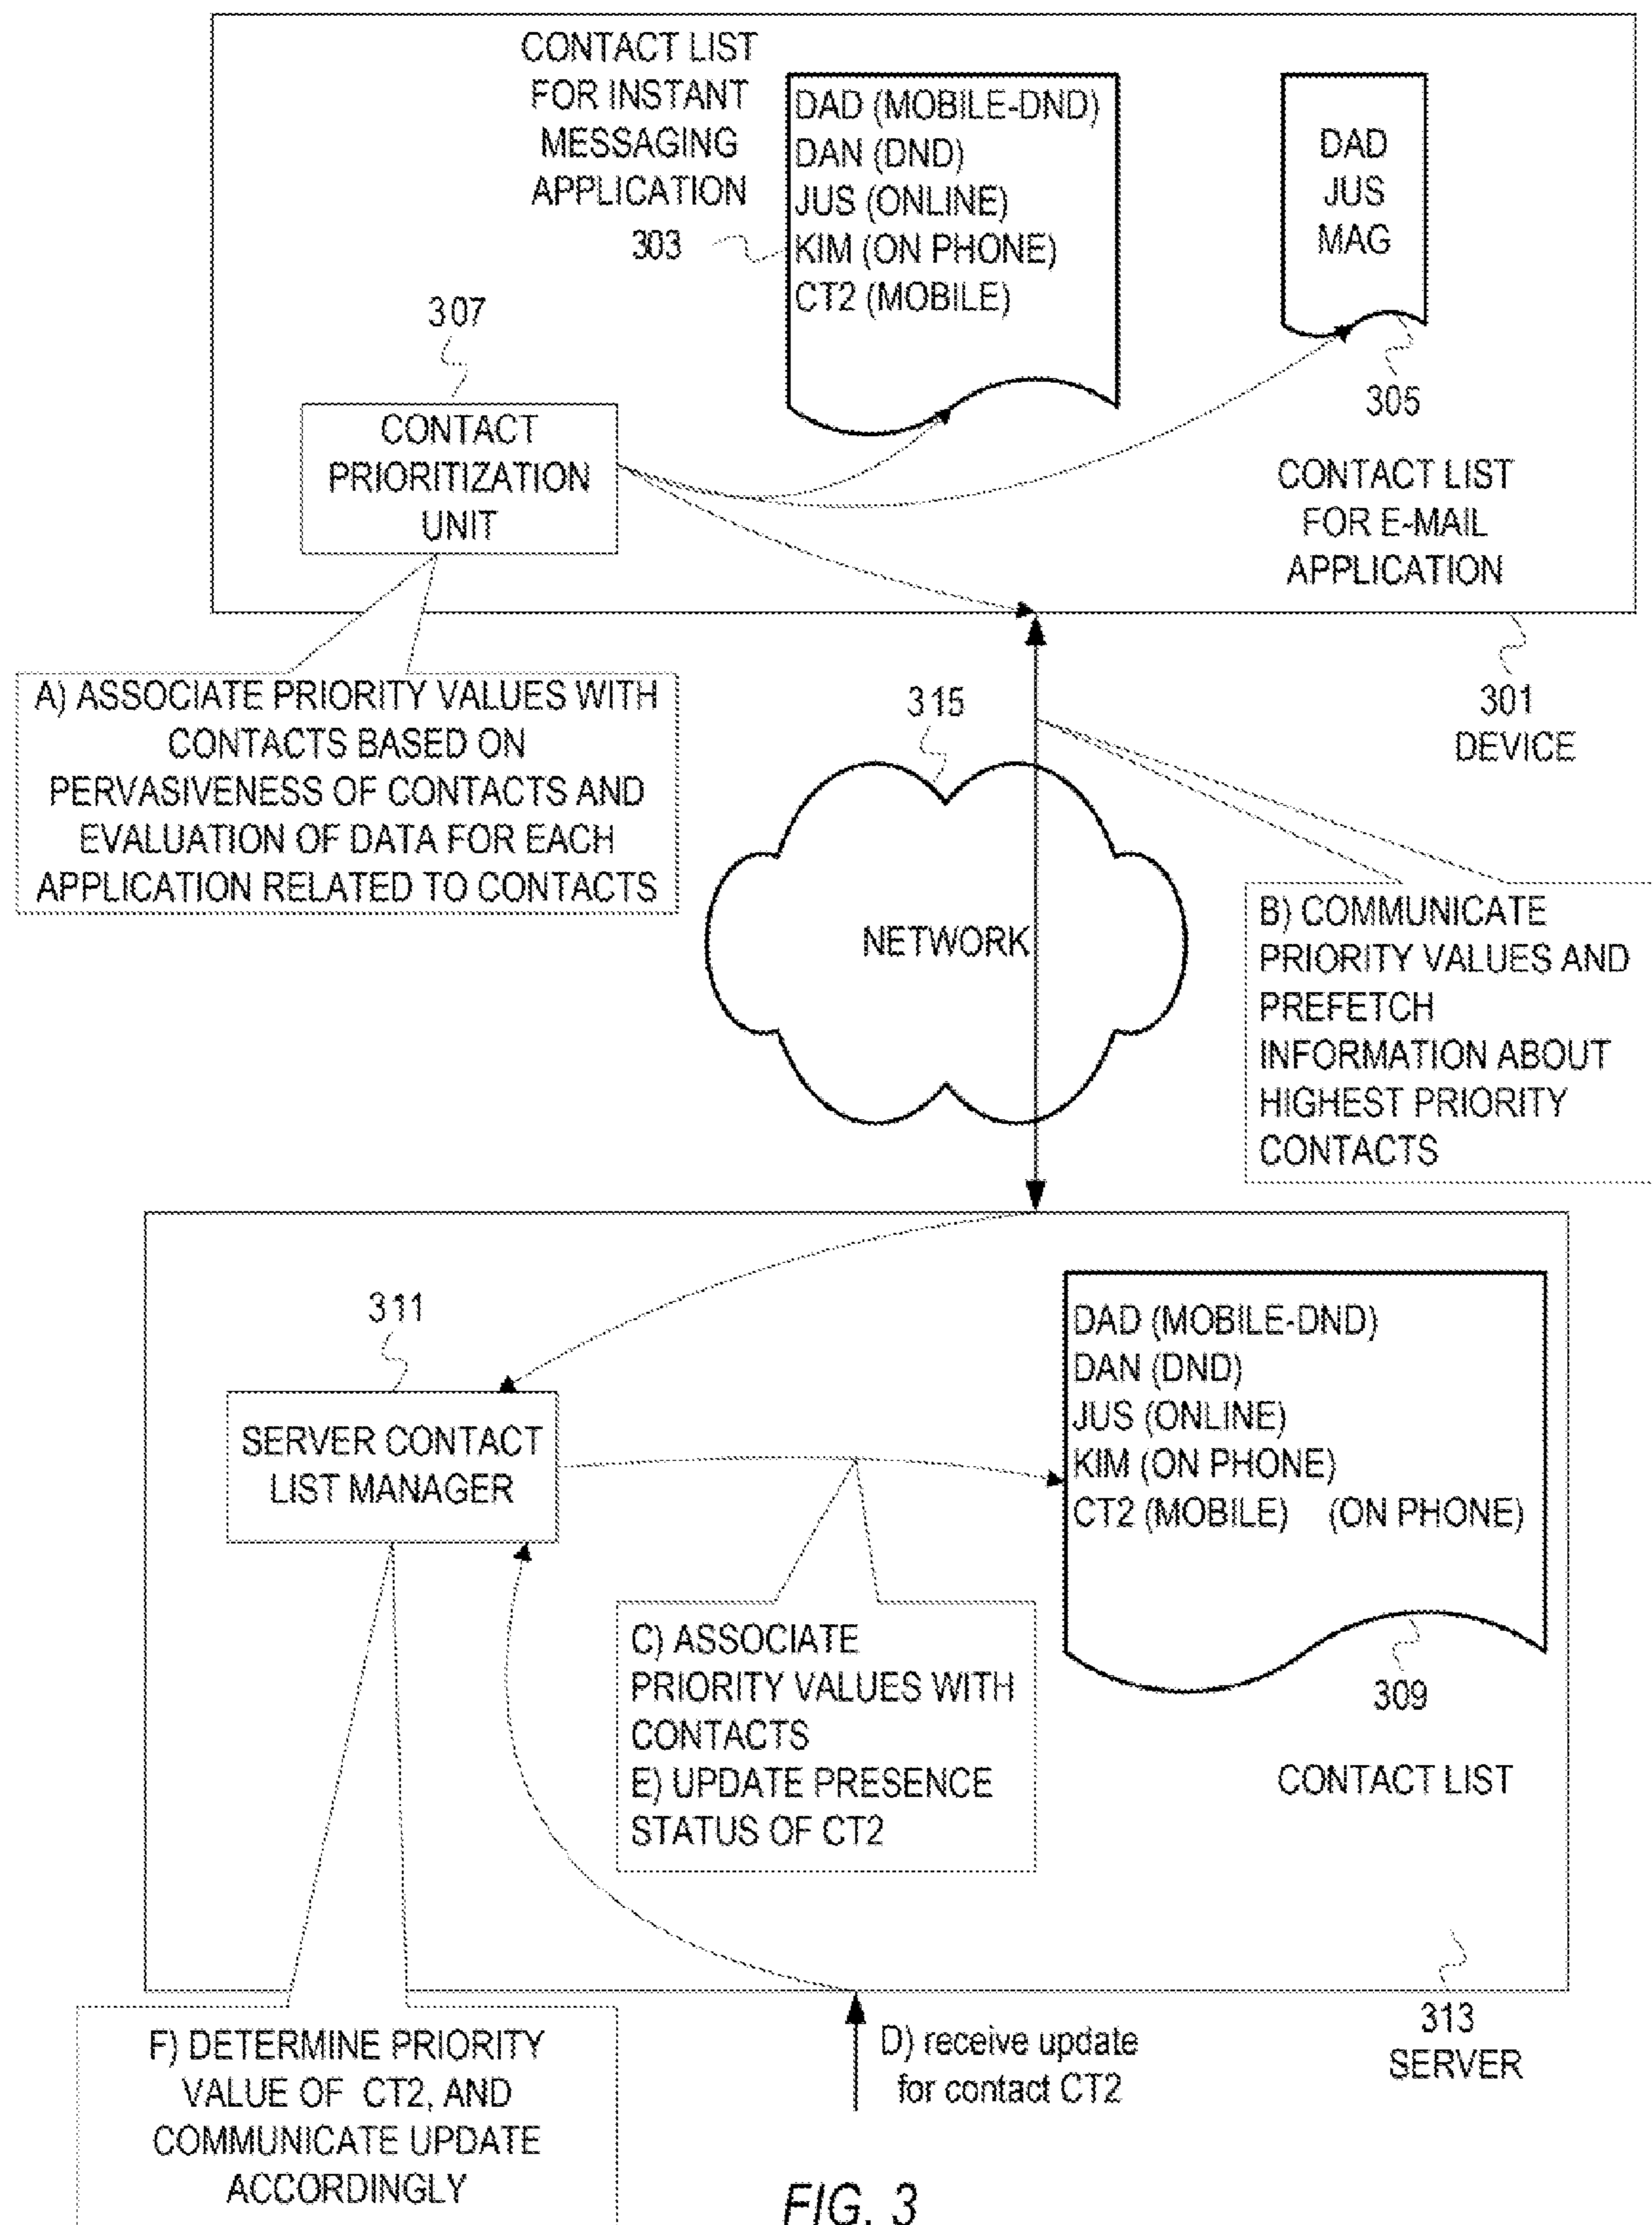 CONTACT LIST
FOR INSTANT
MESSAGING
APPLICATION
303
DAD (MOBILE-DND)
DAN (DND)
JUS (ONLINE)
KIM (ON PHONE)
CT2 (MOBILE)
DAD
JUS
MAG
305
CONTACT LIST
FOR E-MAIL
APPLICATION
307
CONTACT
PRIORITIZATION
UNIT
301
DEVICE
A) ASSOCIATE PRIORITY VALUES WITH
CONTACTS BASED ON
PERVASIVENESS OF CONTACTS AND
EVALUATION OF DATA FOR EACH
APPLICATION RELATED TO CONTACTS
315
NETWORK
B) COMMUNICATE
PRIORITY VALUES AND
PREFETCH
INFORMATION ABOUT
HIGHEST PRIORITY
CONTACTS
311
SERVER CONTACT
LIST MANAGER
DAD (MOBILE-DND)
DAN (DND)
JUS (ONLINE)
KIM (ON PHONE)
CT2 (MOBILE) (ON PHONE)
309
CONTACT LIST
C) ASSOCIATE
PRIORITY VALUES WITH
CONTACTS
E) UPDATE PRESENCE
STATUS OF CT2
313
SERVER
D) receive update
for contact CT2
F) DETERMINE PRIORITY
VALUE OF CT2, AND
COMMUNICATE UPDATE
ACCORDINGLY
FIG. 3